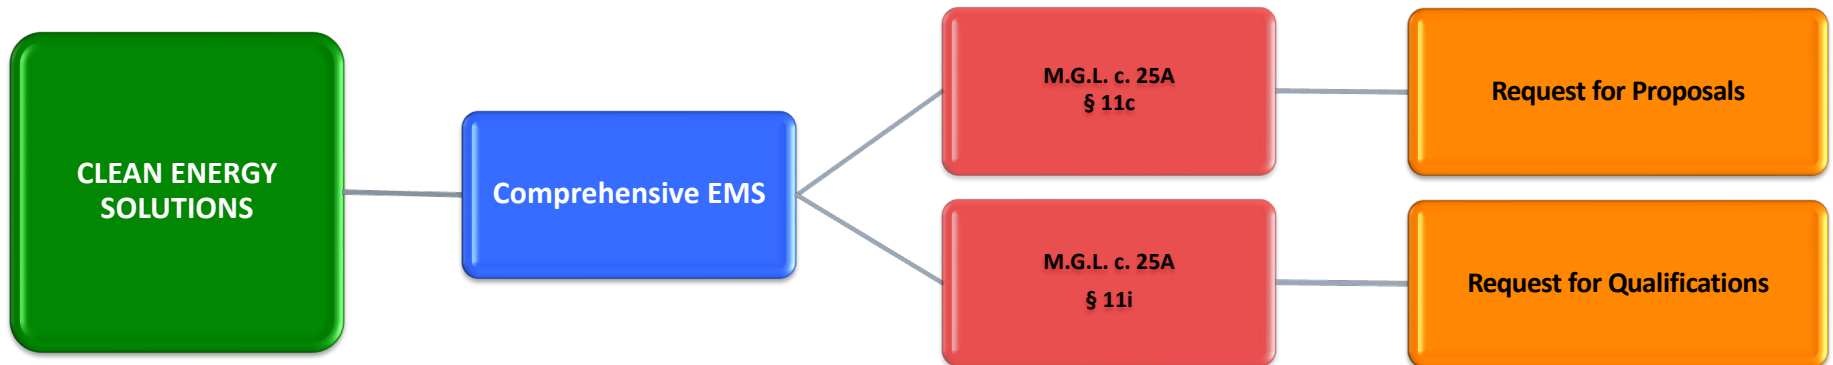 CLEAN ENERGY
SOLUTIONS
Comprehensive EMS
M.G.L. c. 25A
§ 11c
Request for Proposals
M.G.L. c. 25A
§ 11i
Request for Qualifications